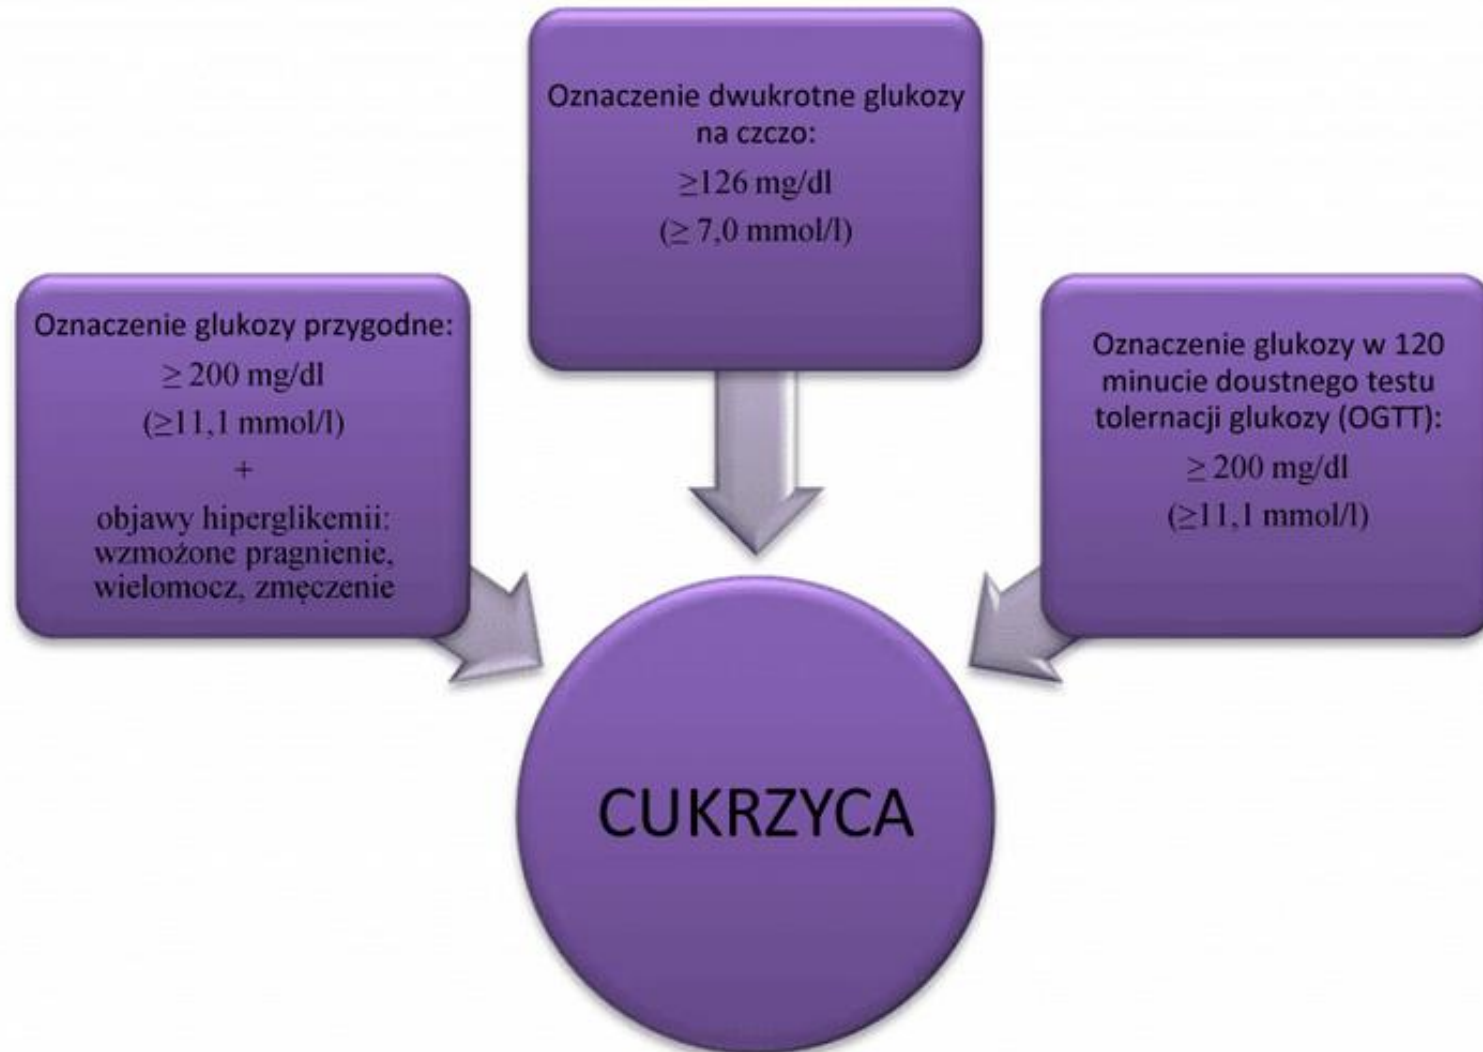 Oznaczenie dwukrotne glukozy
na czczo:
≥126 mg/dl
(≥ 7,0 mmol/l)
Oznaczenie glukozy przygodne:
≥ 200 mg/dl
(≥11,1 mmol/l)
+
objawy hiperglikemii:
wzmożone pragnienie,
wielomocz, zmęczenie
Oznaczenie glukozy w 120
minucie doustnego testu
tolernacji glukozy (OGTT):
≥ 200 mg/dl
(≥11,1 mmol/l)
CUKRZYCA